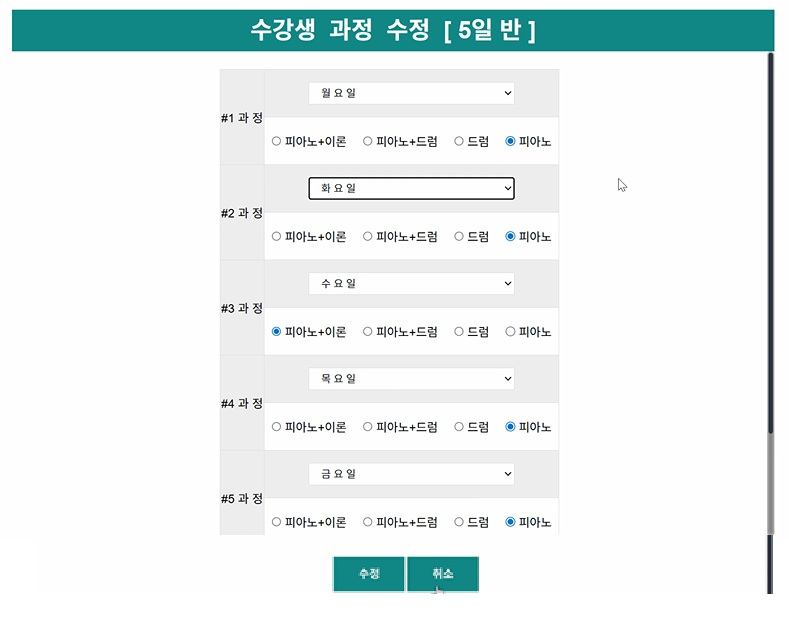 수강생 과정 수정 [ 5일 반 ]
월 요 일
#1 과 정
피아노+이론 피아노+드럼 드럼 피아노
화 요 일
#2 과 정
피아노+이론 피아노+드럼 드럼 피아노
수 요 일
#3 과 정
피아노+이론 피아노+드럼 드럼 피아노
목 요 일
#4 과 정
피아노+이론 피아노+드럼 드럼 피아노
금 요 일
#5 과 정
피아노+이론 피아노+드럼 드럼 피아노
수정 취소